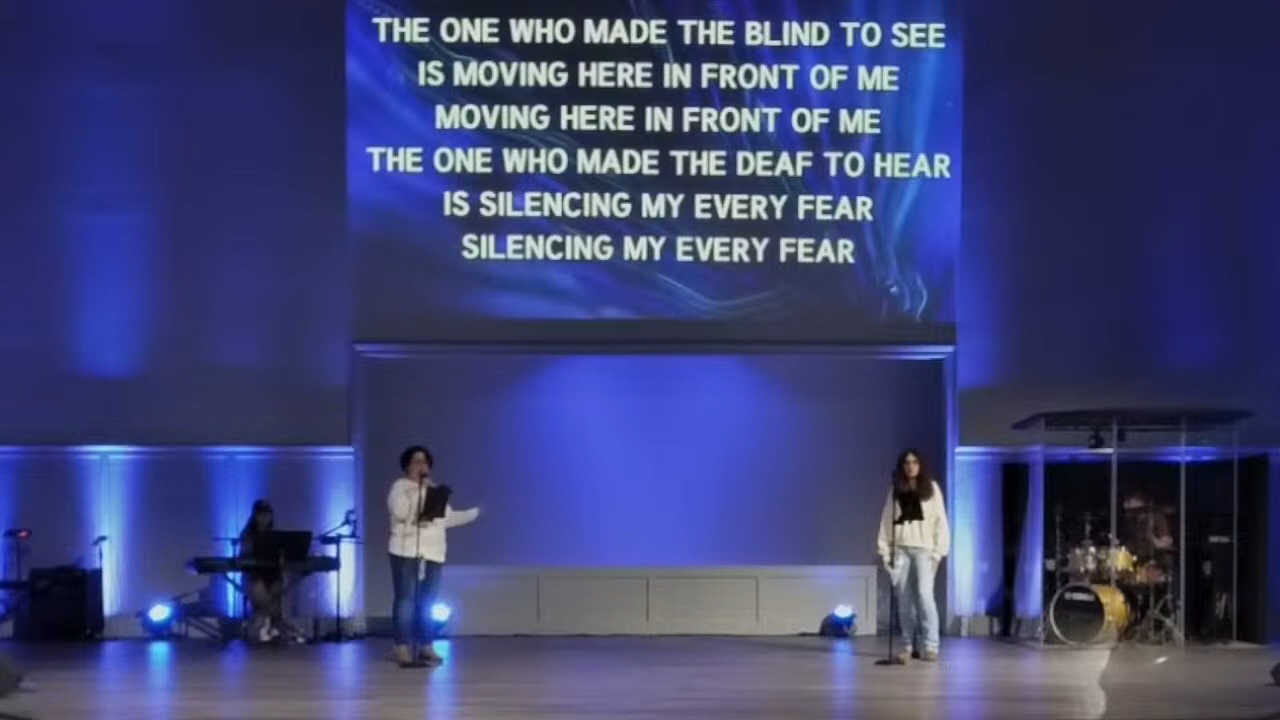 THE ONE WHO MADE THE BLIND TO SEE
IS MOVING HERE IN FRONT OF ME
MOVING HERE IN FRONT OF ME
THE ONE WHO MADE THE DEAF TO HEAR
IS SILENCING MY EVERY FEAR
SILENCING MY EVERY FEAR